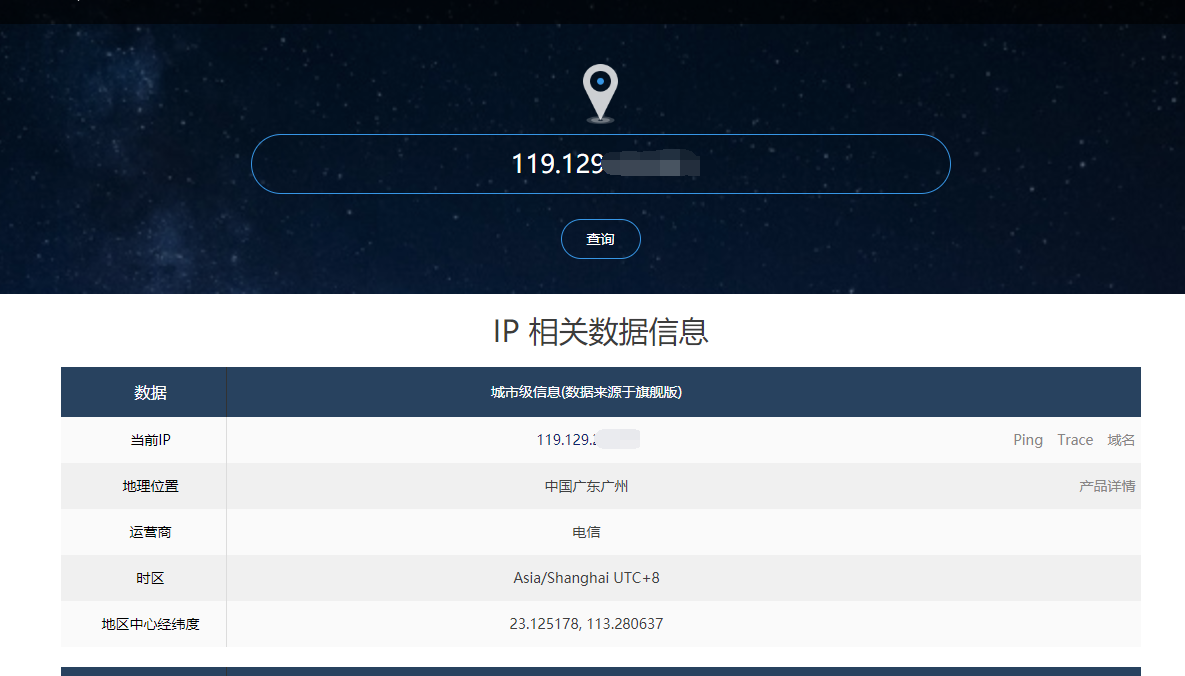 119.129
查询
IP 相关数据信息
数据 城市级信息(数据来源于旗舰版)
当前IP 119.129. Ping Trace 域名
地理位置 中国广东广州 产品详情
运营商 电信
时区 Asia/Shanghai UTC+8
地区中心经纬度 23.125178, 113.280637